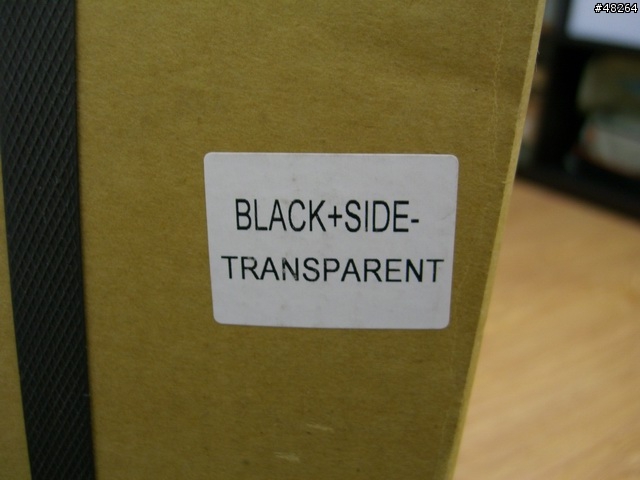 #48264
BLACK+SIDE-
TRANSPARENT